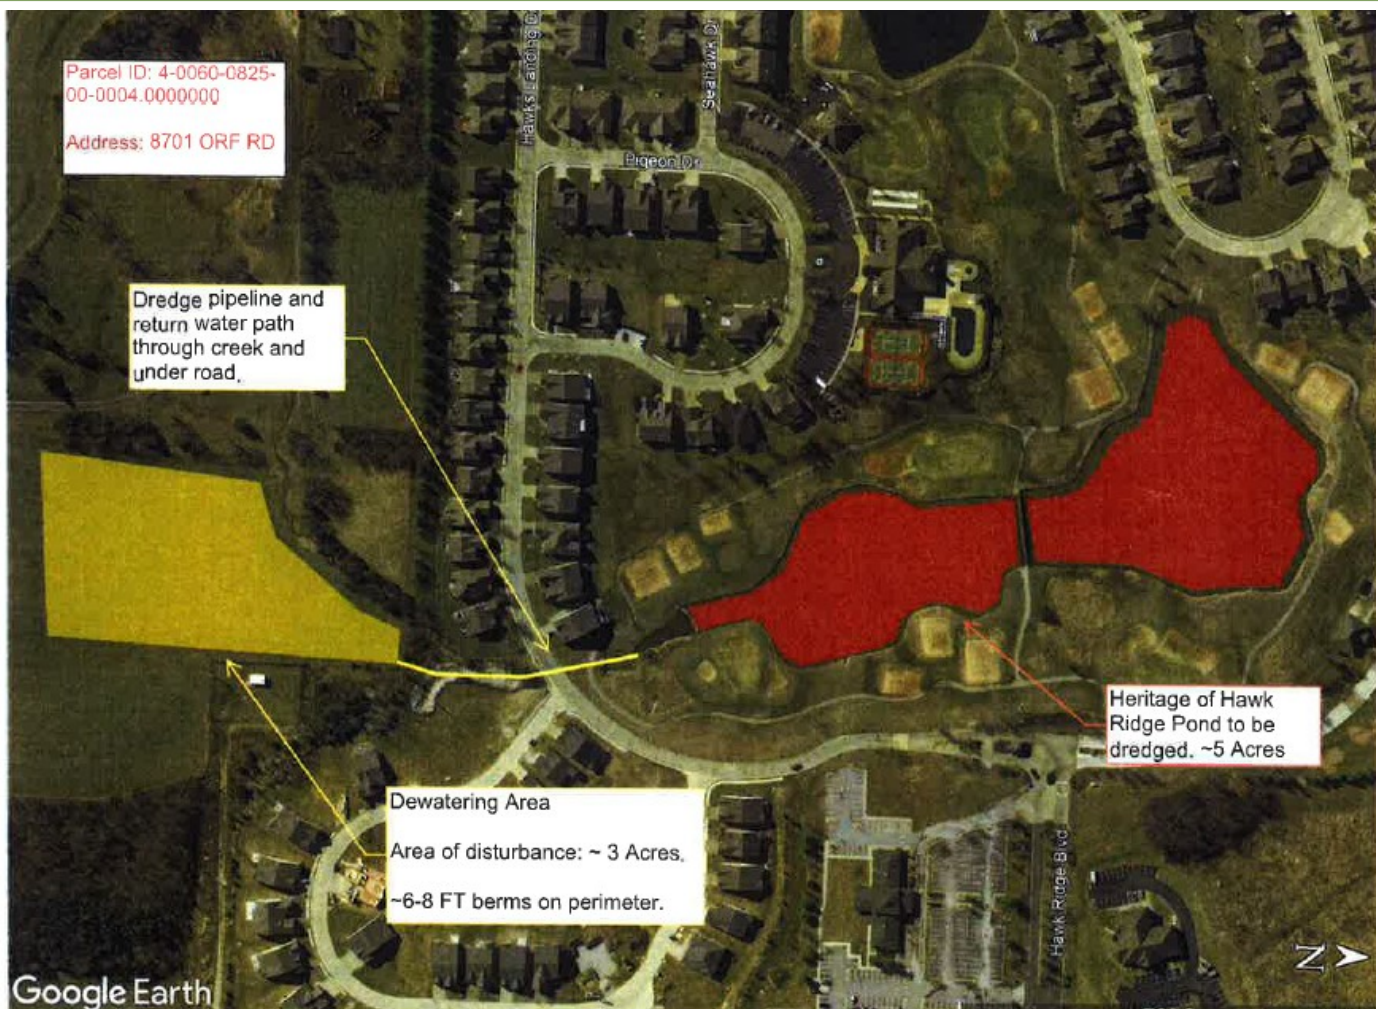 Parcel ID: 4-0060-0825-
00-0004.0000000
Address: 8701 ORF RD
Hawks Landing Dr
Seahawk Dr
Pigeon Dr
Dredge pipeline and
return water path
through creek and
under road.
Heritage of Hawk
Ridge Pond to be
dredged. ~5 Acres
Dewatering Area
Area of disturbance: ~ 3 Acres.
~6-8 FT berms on perimeter.
Hawk Ridge Blvd
N
Google Earth